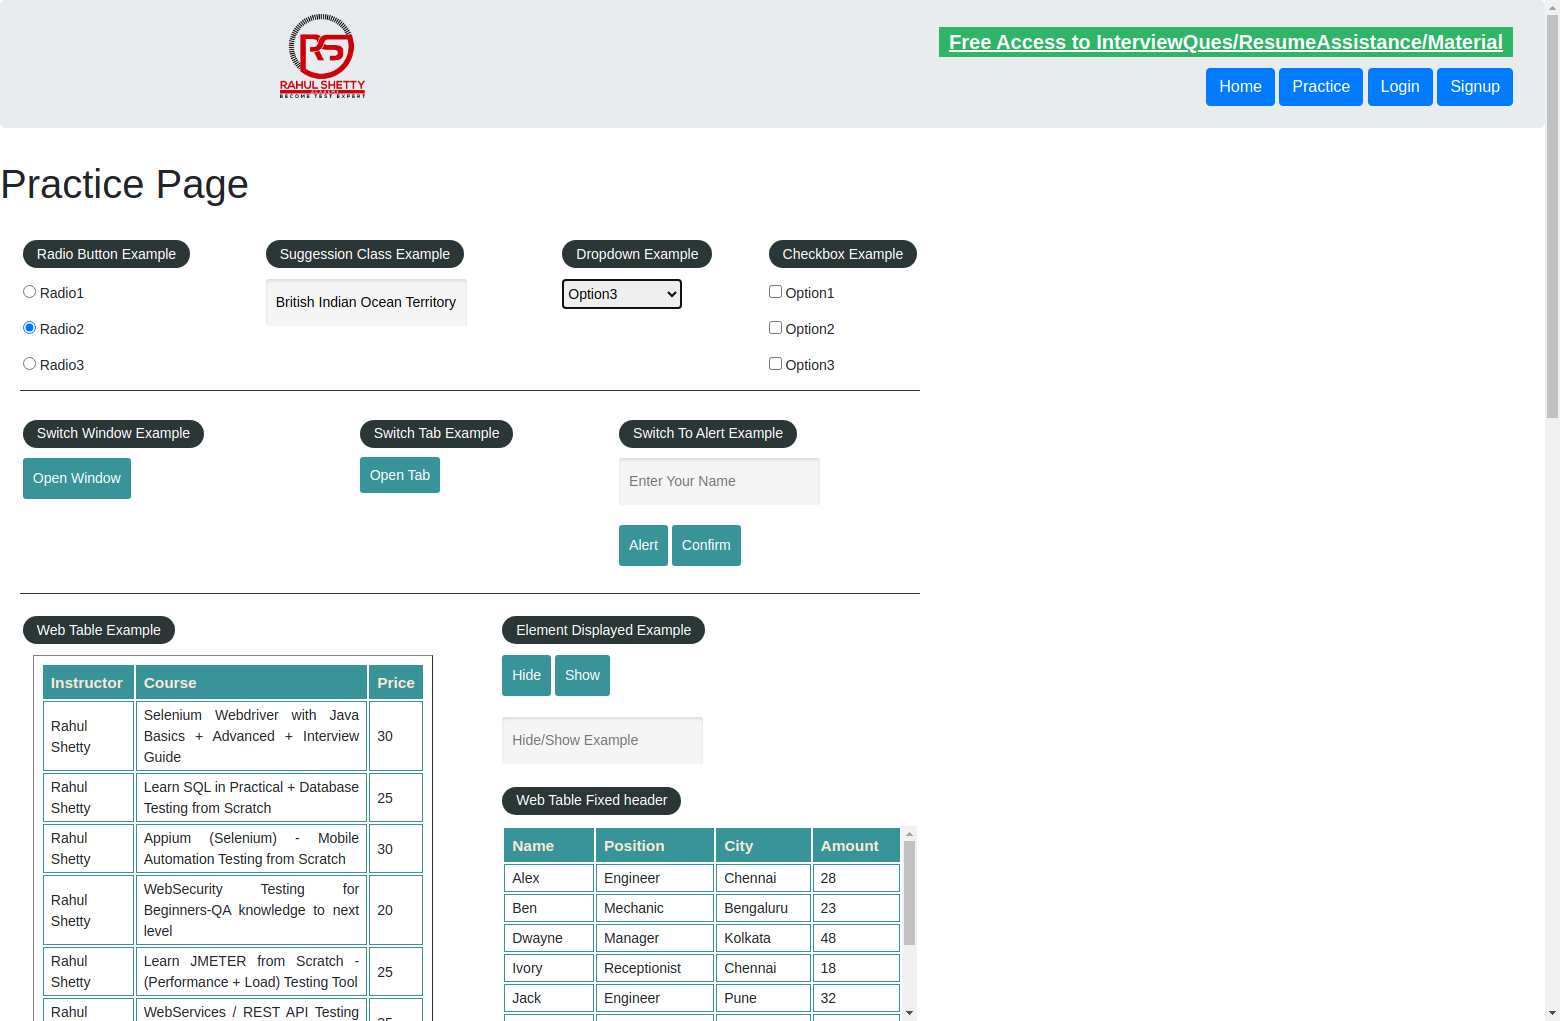 RAHUL SHETTY
ACADEMY
BECOME TEST EXPERT
Free Access to InterviewQues/ResumeAssistance/Material
Home Practice Login Signup
Practice Page
Radio Button Example
Radio1
Radio2
Radio3
Suggession Class Example
British Indian Ocean Territory
Dropdown Example
Option3
Checkbox Example
Option1
Option2
Option3
Switch Window Example
Open Window
Switch Tab Example
Open Tab
Switch To Alert Example
Enter Your Name
Alert Confirm
Web Table Example
Instructor Course Price
Rahul Shetty Selenium Webdriver with Java Basics + Advanced + Interview Guide 30
Rahul Shetty Learn SQL in Practical + Database Testing from Scratch 25
Rahul Shetty Appium (Selenium) - Mobile Automation Testing from Scratch 30
Rahul Shetty WebSecurity Testing for Beginners-QA knowledge to next level 20
Rahul Shetty Learn JMETER from Scratch - (Performance + Load) Testing Tool 25
Rahul WebServices / REST API Testing
Element Displayed Example
Hide Show
Hide/Show Example
Web Table Fixed header
Name Position City Amount
Alex Engineer Chennai 28
Ben Mechanic Bengaluru 23
Dwayne Manager Kolkata 48
Ivory Receptionist Chennai 18
Jack Engineer Pune 32